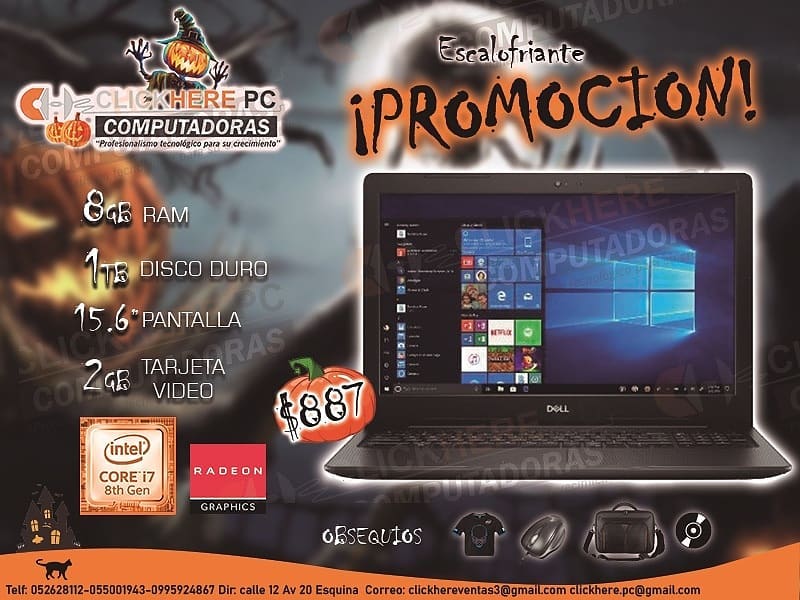 CLICKHERE PC
COMPUTADORAS
"Profesionalismo tecnológico para su crecimiento"
Escalofriante
¡PROMOCION!
8GB RAM
1TB DISCO DURO
15.6" PANTALLA
2GB TARJETA
VIDEO
$887
intel
CORE i7
8th Gen
RADEON
GRAPHICS
NETFLIX
DELL
OBSEQUIOS
Telf: 052628112-055001943-0995924867 Dir: calle 12 Av 20 Esquina Correo: clickhereventas3@gmail.com clickhere.pc@gmail.com